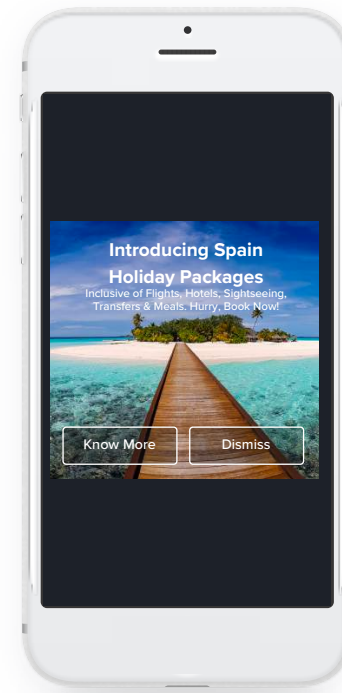 Introducing Spain
Holiday Packages
Inclusive of Flights, Hotels, Sightseeing,
Transfers & Meals. Hurry, Book Now!
Know More
Dismiss